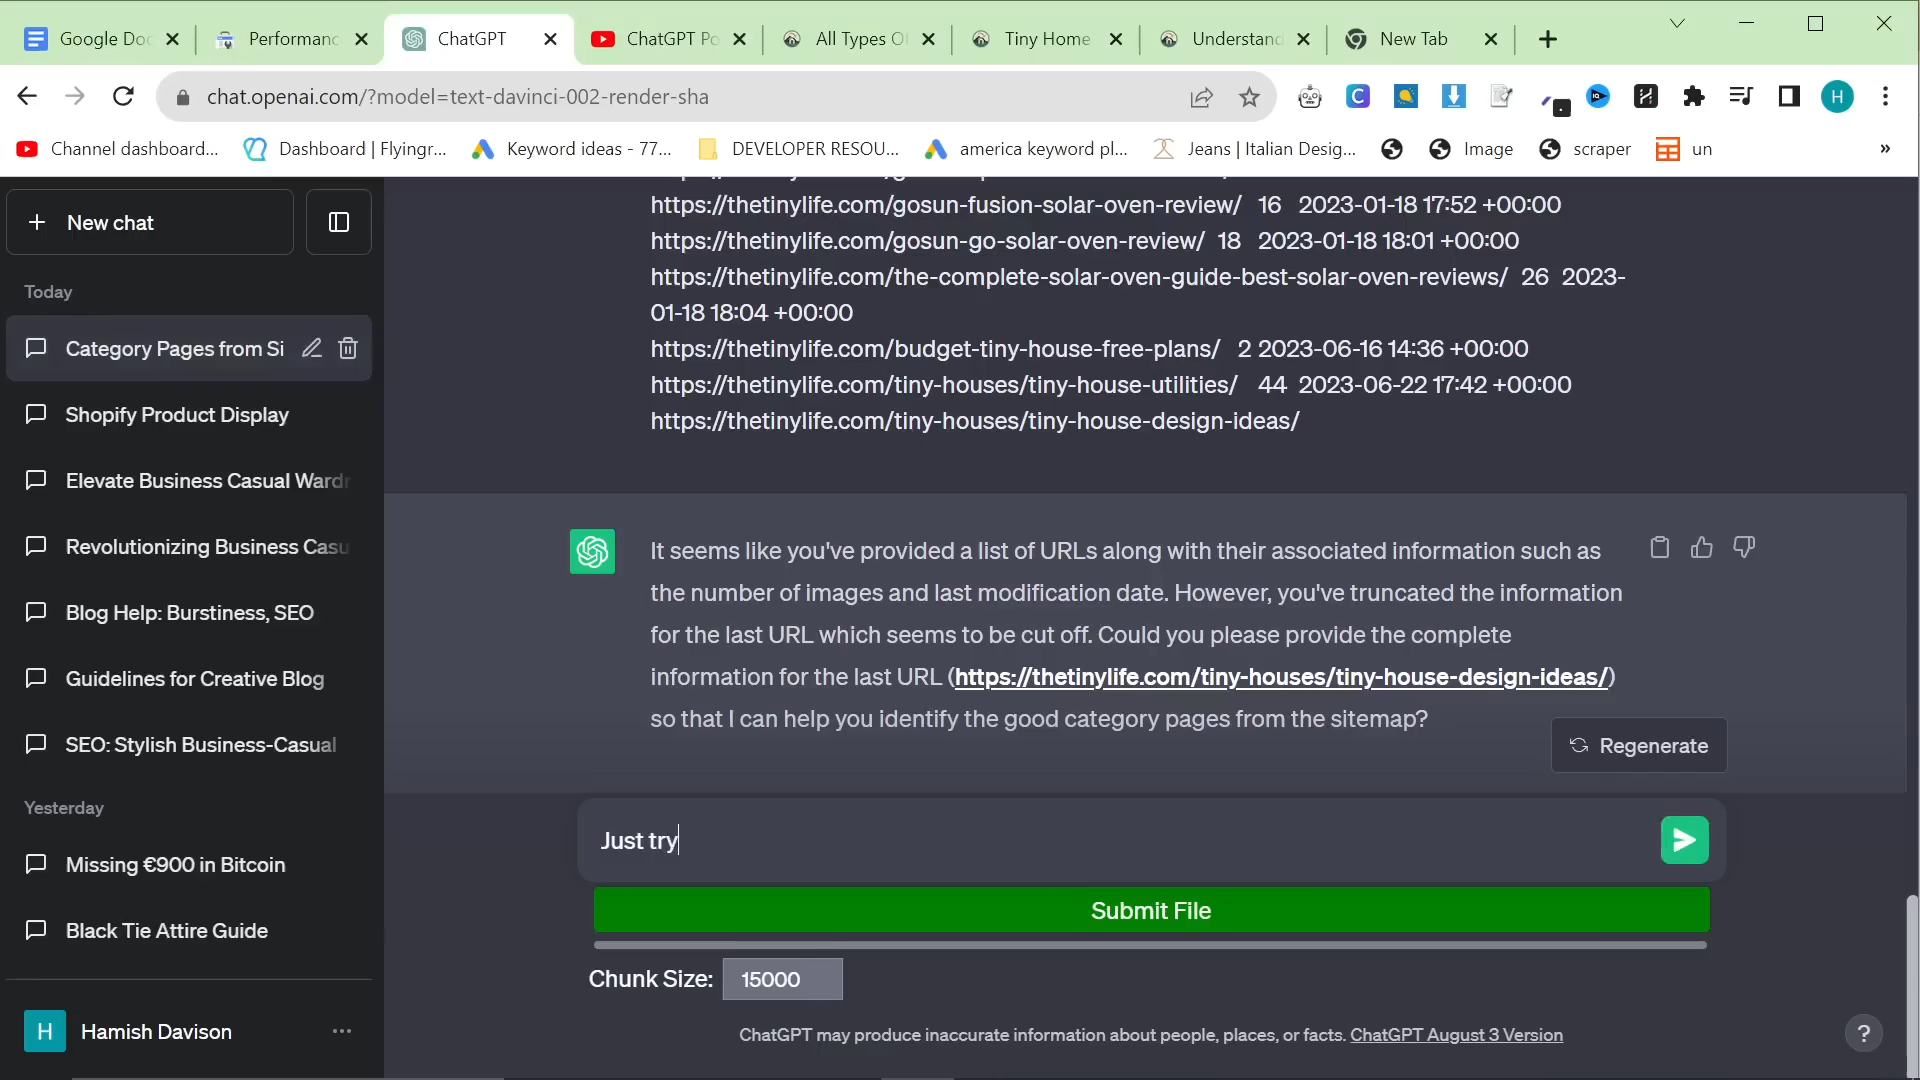 Google Doc
Performanc
ChatGPT
ChatGPT Po
All Types O
Tiny Home
Understand
New Tab
chat.openai.com/?model=text-davinci-002-render-sha
H
Channel dashboard...
Dashboard | Flyingr...
Keyword ideas - 77...
DEVELOPER RESOU...
america keyword pl...
Jeans | Italian Desig...
Image
scraper
un
»
New chat
Today
Category Pages from Si
Shopify Product Display
Elevate Business Casual Wardr
Revolutionizing Business Casu
Blog Help: Burstiness, SEO
Guidelines for Creative Blog
SEO: Stylish Business-Casual
Yesterday
Missing €900 in Bitcoin
Black Tie Attire Guide
H
Hamish Davison
https://thetinylife.com/gosun-fusion-solar-oven-review/ 16 2023-01-18 17:52 +00:00
https://thetinylife.com/gosun-go-solar-oven-review/ 18 2023-01-18 18:01 +00:00
https://thetinylife.com/the-complete-solar-oven-guide-best-solar-oven-reviews/ 26 2023-
01-18 18:04 +00:00
https://thetinylife.com/budget-tiny-house-free-plans/ 2 2023-06-16 14:36 +00:00
https://thetinylife.com/tiny-houses/tiny-house-utilities/ 44 2023-06-22 17:42 +00:00
https://thetinylife.com/tiny-houses/tiny-house-design-ideas/
It seems like you've provided a list of URLs along with their associated information such as
the number of images and last modification date. However, you've truncated the information
for the last URL which seems to be cut off. Could you please provide the complete
information for the last URL (https://thetinylife.com/tiny-houses/tiny-house-design-ideas/)
so that I can help you identify the good category pages from the sitemap?
Regenerate
Just try
Submit File
Chunk Size: 15000
ChatGPT may produce inaccurate information about people, places, or facts. ChatGPT August 3 Version
?